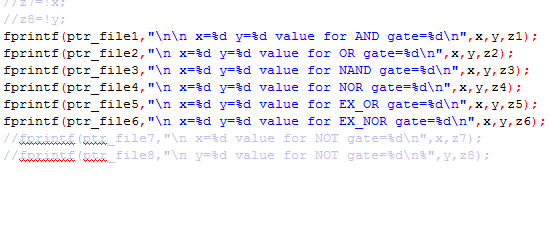 //z7=!x;
//z8=!y;
fprintf(ptr_file1,"\n\n x=%d y=%d value for AND gate=%d\n",x,y,z1);
fprintf(ptr_file2,"\n x=%d y=%d value for OR gate=%d\n",x,y,z2);
fprintf(ptr_file3,"\n x=%d y=%d value for NAND gate=%d\n",x,y,z3);
fprintf(ptr_file4,"\n x=%d y=%d value for NOR gate=%d\n",x,y,z4);
fprintf(ptr_file5,"\n x=%d y=%d value for EX_OR gate=%d\n",x,y,z5);
fprintf(ptr_file6,"\n x=%d y=%d value for EX_NOR gate=%d\n",x,y,z6);
//fprintf(ptr_file7,"\n x=%d value for NOT gate=%d\n",x,z7);
//fprintf(ptr_file8,"\n y=%d value for NOT gate=%d\n%",y,z8);